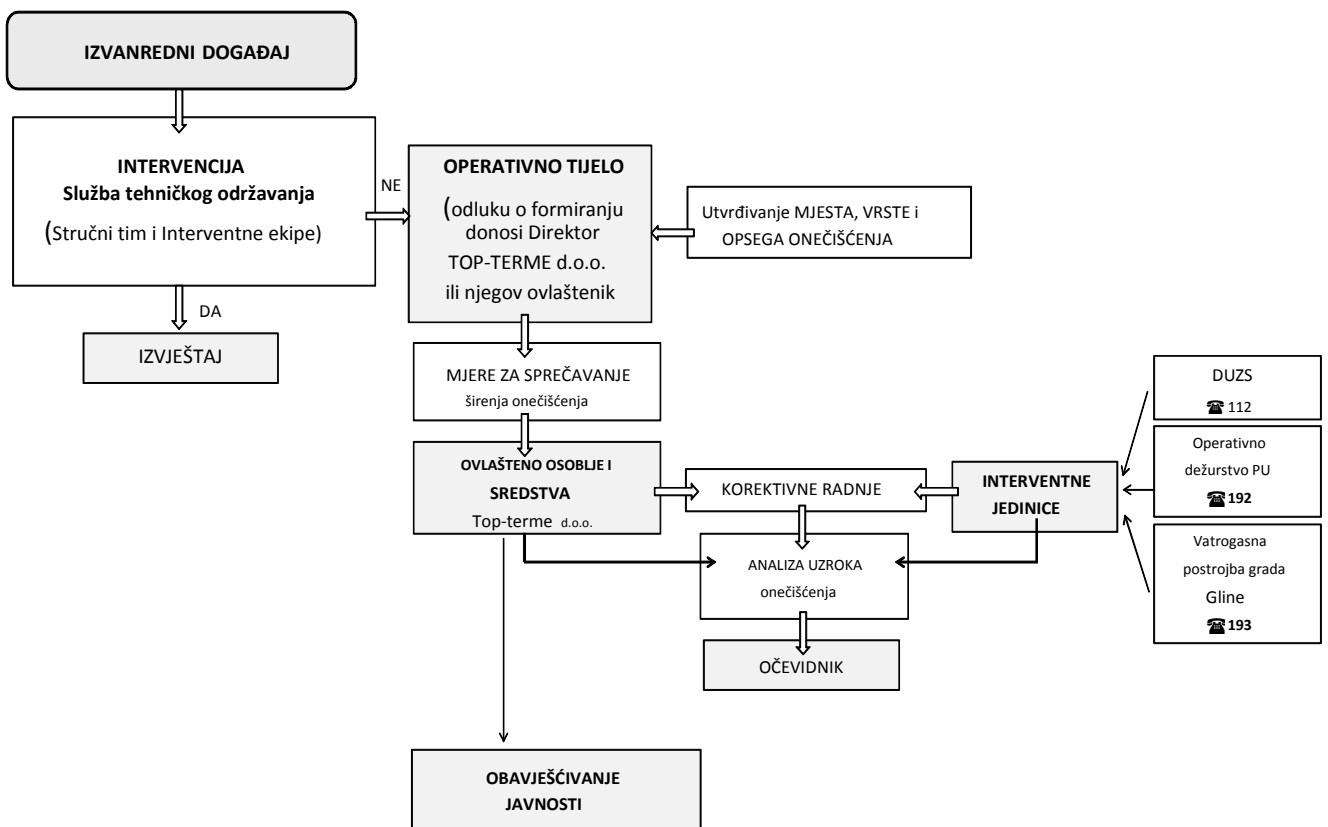 IZVANREDNI DOGAĐAJ
INTERVENCIJA
Služba tehničkog održavanja
(Stručni tim i Interventne ekipe)
NE
OPERATIVNO TIJELO
(odluku o formiranju
donosi Direktor
TOP-TERME d.o.o.
ili njegov ovlaštenik
Utvrđivanje MJESTA, VRSTE i
OPSEGA ONEČIŠĆENJA
DA
IZVJEŠTAJ
MJERE ZA SPREČAVANJE
širenja onečišćenja
DUZS
☎ 112
OVLAŠTENO OSOBLJE I
SREDSTVA
Top-terme d.o.o.
KOREKTIVNE RADNJE
INTERVENTNE
JEDINICE
Operativno
dežurstvo PU
☎ 192
ANALIZA UZROKA
onečišćenja
Vatrogasna
postrojba grada
Gline
☎ 193
OČEVIDNIK
OBAVJEŠĆIVANJE
JAVNOSTI